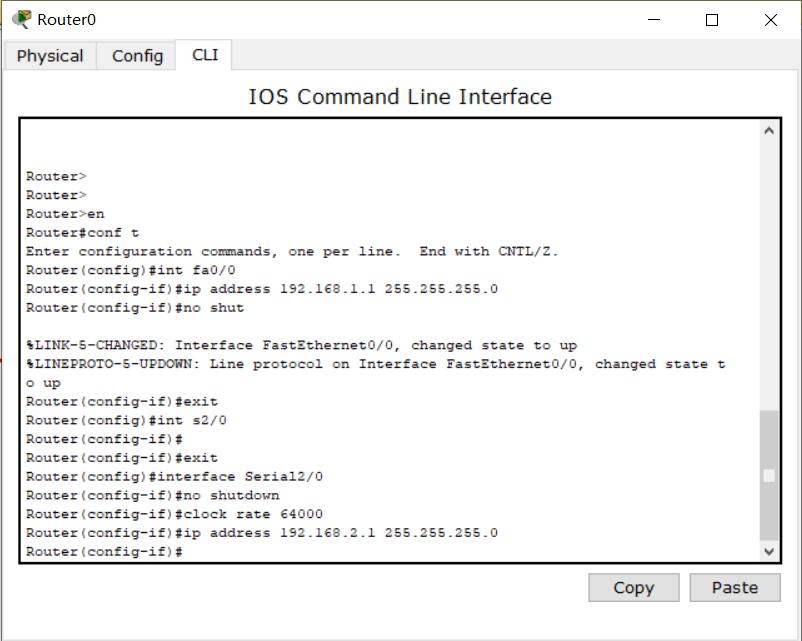 Router0
Physical Config CLI
IOS Command Line Interface
Router>
Router>
Router>en
Router#conf t
Enter configuration commands, one per line.  End with CNTL/Z.
Router(config)#int fa0/0
Router(config-if)#ip address 192.168.1.1 255.255.255.0
Router(config-if)#no shut
%LINK-5-CHANGED: Interface FastEthernet0/0, changed state to up
%LINEPROTO-5-UPDOWN: Line protocol on Interface FastEthernet0/0, changed state t
o up
Router(config-if)#exit
Router(config)#int s2/0
Router(config-if)#
Router(config-if)#exit
Router(config)#interface Serial2/0
Router(config-if)#no shutdown
Router(config-if)#clock rate 64000
Router(config-if)#ip address 192.168.2.1 255.255.255.0
Router(config-if)#
Copy Paste